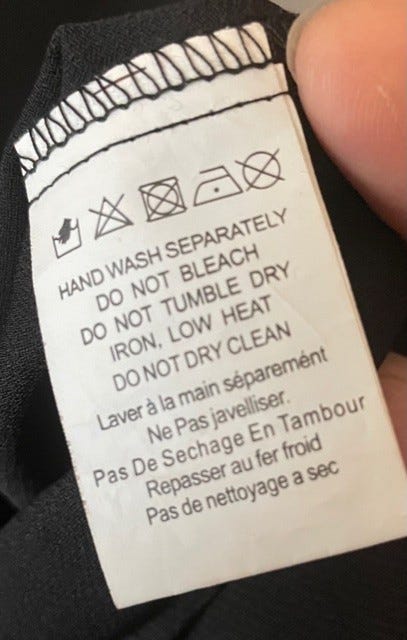 HAND WASH SEPARATELY
DO NOT BLEACH
DO NOT TUMBLE DRY
IRON, LOW HEAT
DO NOT DRY CLEAN
Laver à la main séparemént
Ne Pas javelliser.
Pas De Sechage En Tambour
Repasser au fer froid
Pas de nettoyage a sec